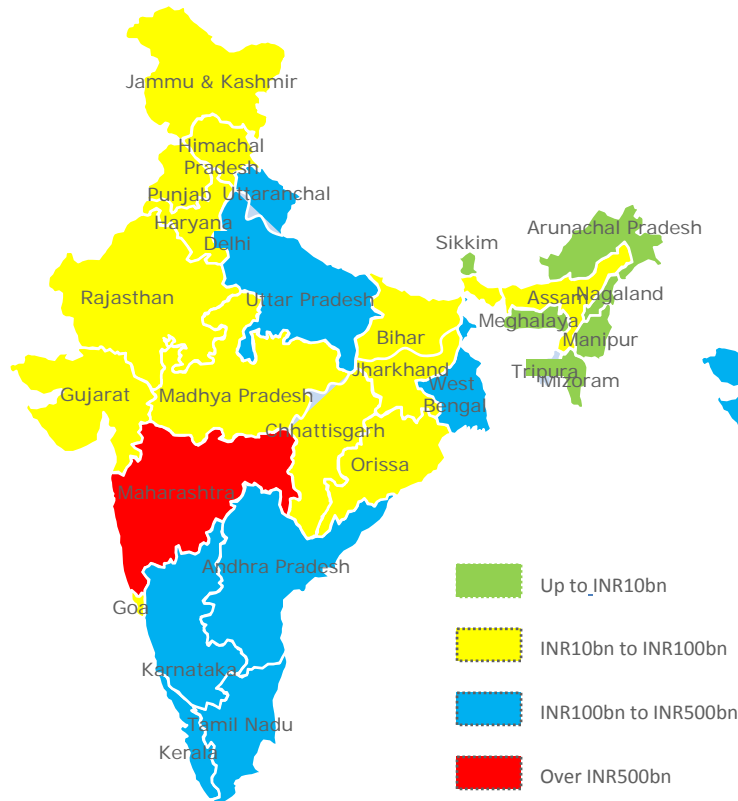 Jammu & Kashmir
Himachal
Pradesh
Punjab
Uttaranchal
Haryana
Delhi
Arunachal Pradesh
Sikkim
Rajasthan
Uttar Pradesh
Assam
Nagaland
Meghalaya
Bihar
Manipur
Jharkhand
Tripura
Mizoram
Gujarat
Madhya Pradesh
West
Bengal
Chhattisgarh
Orissa
Maharashtra
Andhra Pradesh
Up to INR10bn
Goa
INR10bn to INR100bn
Karnataka
INR100bn to INR500bn
Tamil Nadu
Kerala
Over INR500bn